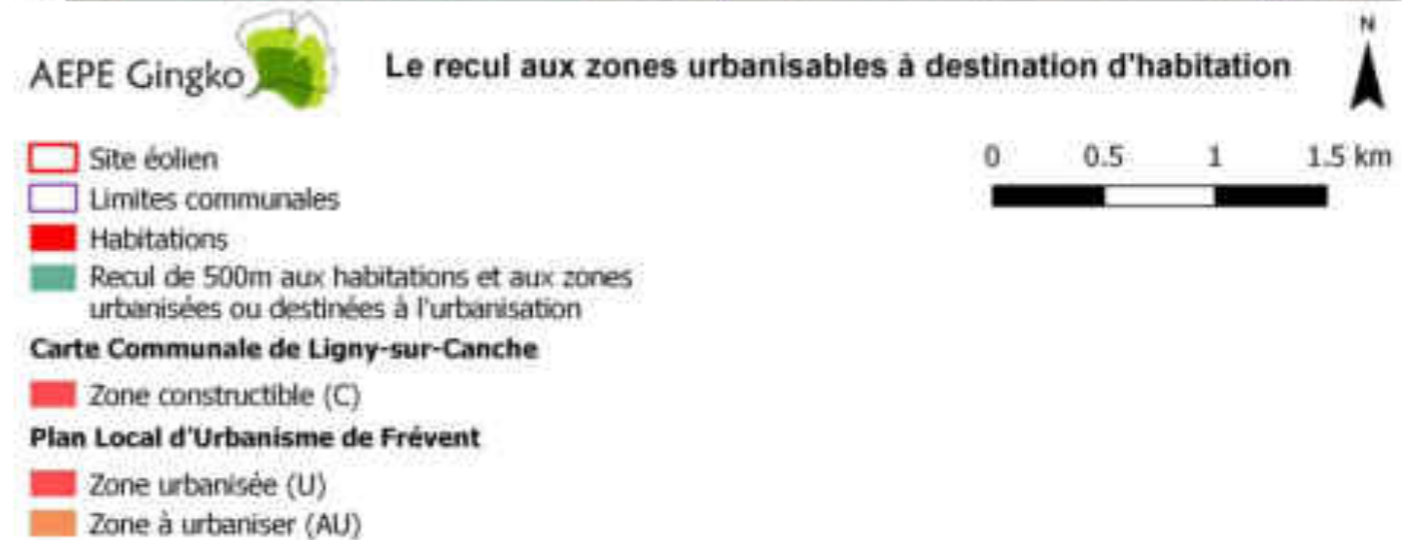 N
AEPE Gingko
Le recul aux zones urbanisables à destination d'habitation
0 0.5 1 1.5 km
Site éolien
Limites communales
Habitations
Recul de 500m aux habitations et aux zones
urbanisées ou destinées à l'urbanisation
Carte Communale de Ligny-sur-Canche
Zone constructible (C)
Plan Local d'Urbanisme de Frévent
Zone urbanisée (U)
Zone à urbaniser (AU)